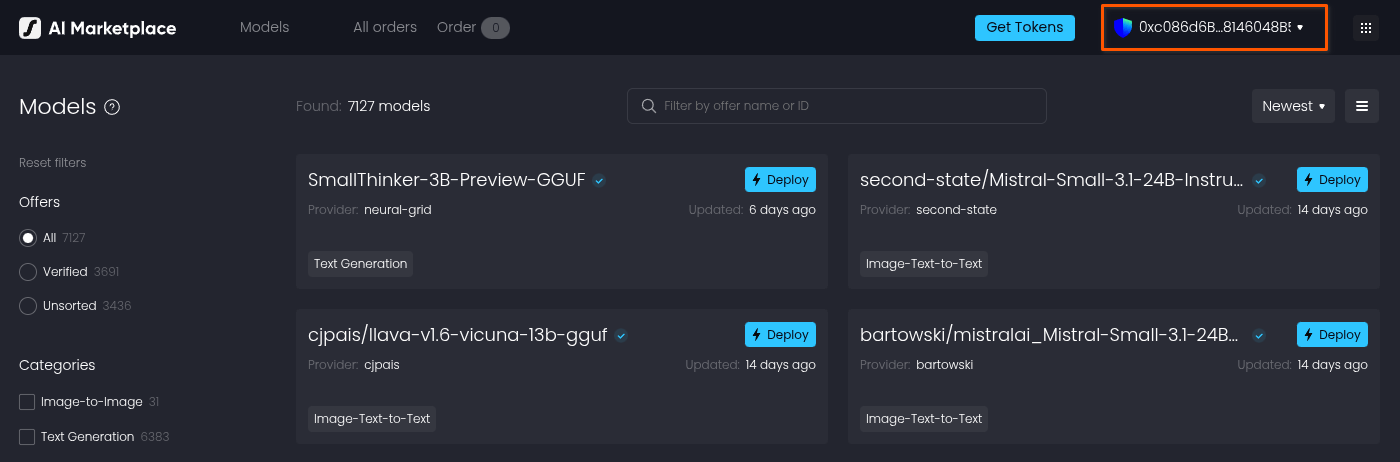 AI Marketplace
Models
All orders
Order 0
Get Tokens
0xc086d6B...8146048B
Models ?
Found: 7127 models
Filter by offer name or ID
Newest
Reset filters
Offers
All 7127
Verified 3691
Unsorted 3436
Categories
Image-to-Image 31
Text Generation 6383
SmallThinker-3B-Preview-GGUF
Deploy
Provider: neural-grid
Updated: 6 days ago
Text Generation
second-state/Mistral-Small-3.1-24B-Instru...
Deploy
Provider: second-state
Updated: 14 days ago
Image-Text-to-Text
cjpais/llava-v1.6-vicuna-13b-gguf
Deploy
Provider: cjpais
Updated: 14 days ago
Image-Text-to-Text
bartowski/mistralai_Mistral-Small-3.1-24B...
Deploy
Provider: bartowski
Updated: 14 days ago
Image-Text-to-Text